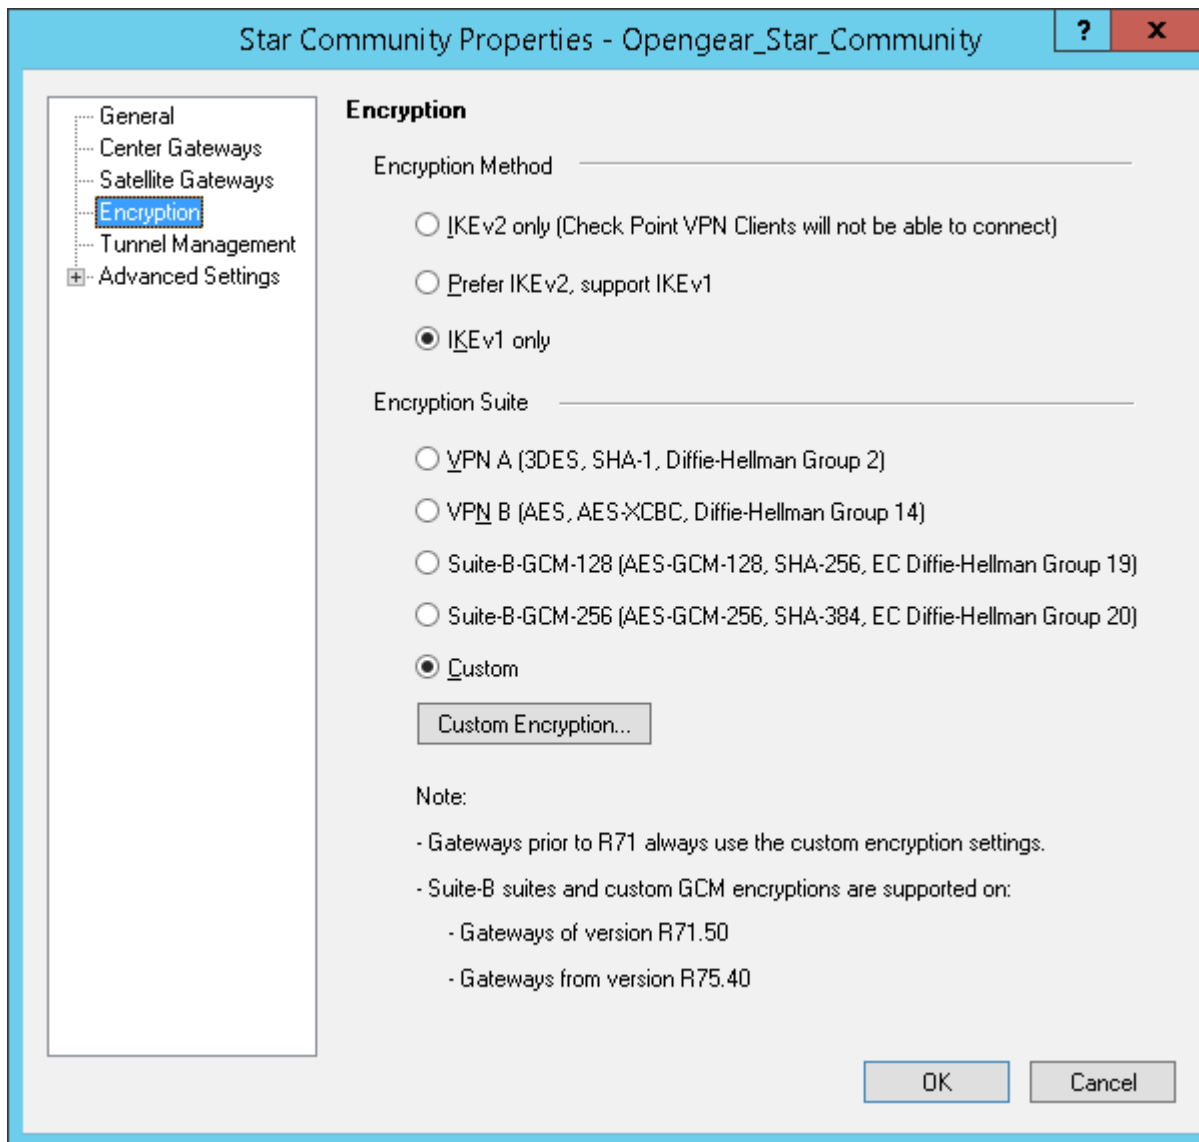 Star Community Properties - Opengear_Star_Community
?
x
General
Center Gateways
Satellite Gateways
Encryption
Tunnel Management
Advanced Settings
Encryption
Encryption Method
IKEv2 only (Check Point VPN Clients will not be able to connect)
Prefer IKEv2, support IKEv1
IKEv1 only
Encryption Suite
VPN A (3DES, SHA-1, Diffie-Hellman Group 2)
VPN B (AES, AES-XCBC, Diffie-Hellman Group 14)
Suite-B-GCM-128 (AES-GCM-128, SHA-256, EC Diffie-Hellman Group 19)
Suite-B-GCM-256 (AES-GCM-256, SHA-384, EC Diffie-Hellman Group 20)
Custom
Custom Encryption...
Note:
- Gateways prior to R71 always use the custom encryption settings.
- Suite-B suites and custom GCM encryptions are supported on:
- Gateways of version R71.50
- Gateways from version R75.40
OK
Cancel